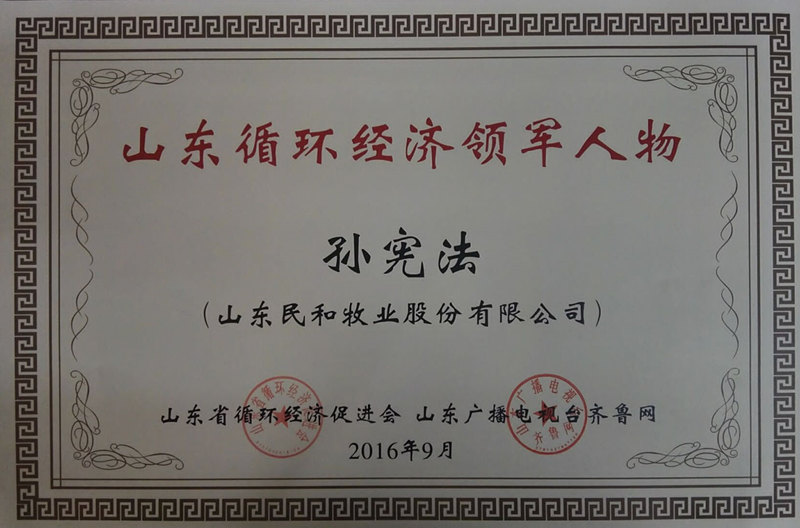 山东循环经济领军人物
孙宪法
(山东民和牧业股份有限公司)
山东省循环经济促进会 山东广播电视台齐鲁网
2016年9月